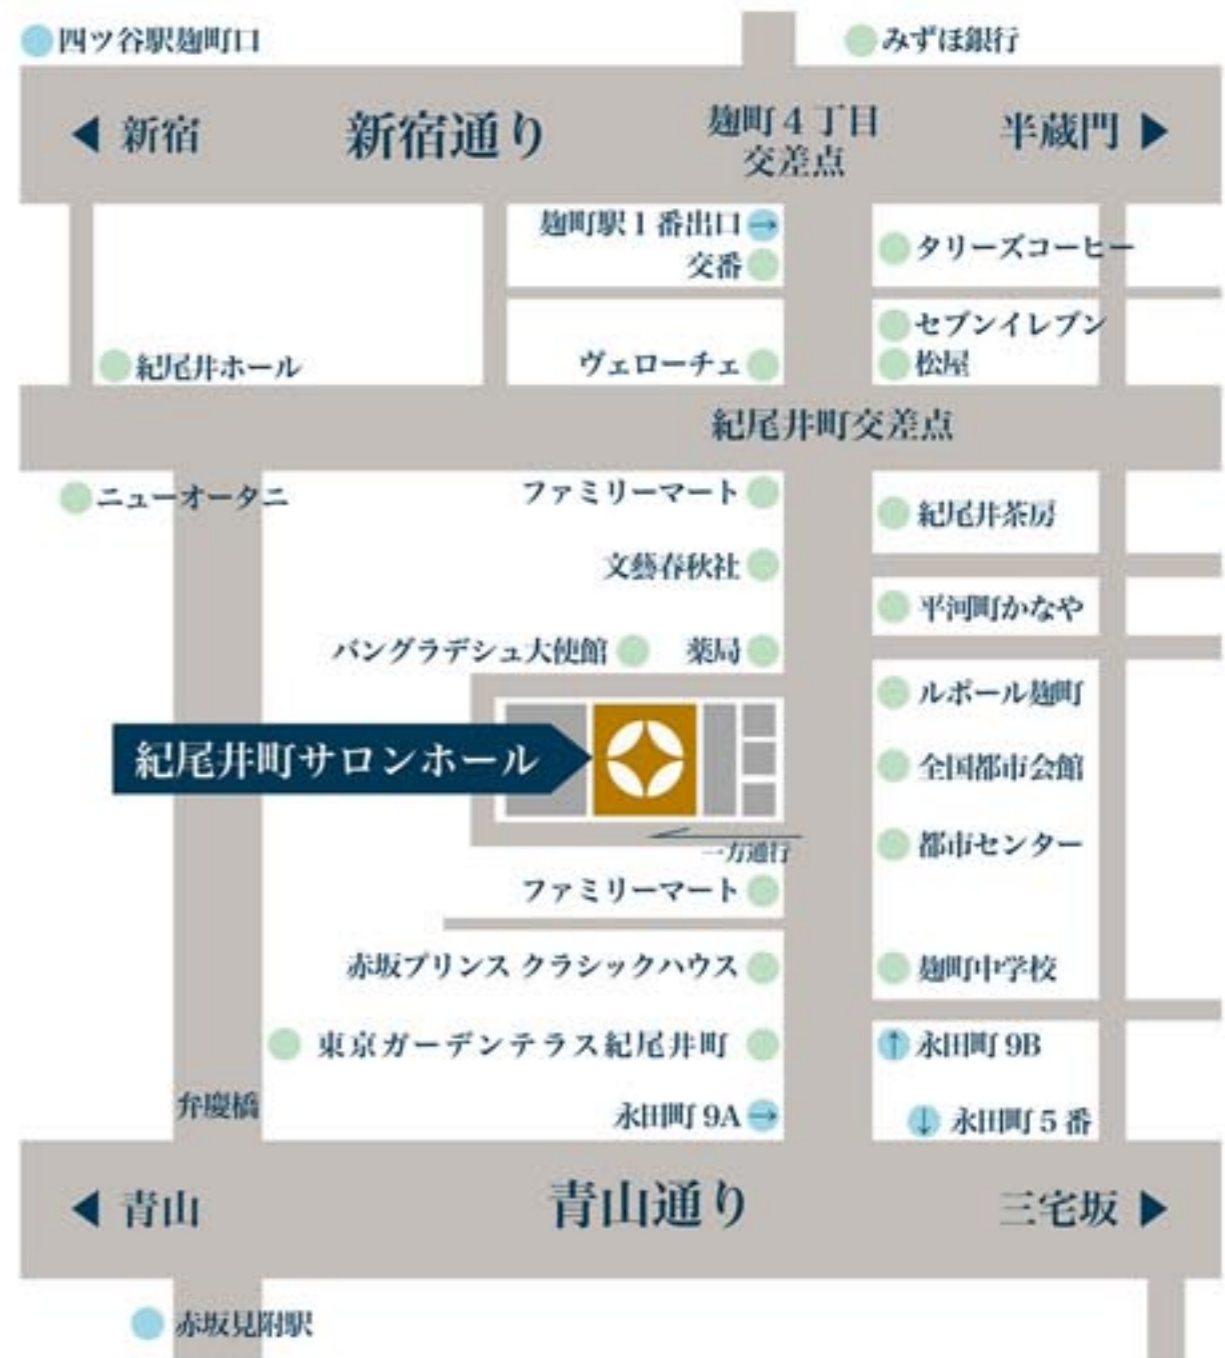 四ツ谷駅麹町口
みずほ銀行
新宿
新宿通り
麹町4丁目
交差点
半蔵門
麹町駅1番出口
→
交番
タリーズコーヒー
セブンイレブン
紀尾井ホール
ヴェローチェ
松屋
紀尾井町交差点
ニューオータニ
ファミリーマート
紀尾井茶房
文藝春秋社
平河町かなや
バングラデシュ大使館
薬局
ルポール麹町
紀尾井町サロンホール
全国都市会館
都市センター
一方通行
ファミリーマート
赤坂プリンス クラシックハウス
麹町中学校
東京ガーデンテラス紀尾井町
↑
永田町 9B
弁慶橋
永田町 9A
→
↓
永田町 5 番
青山
青山通り
三宅坂
赤坂見附駅